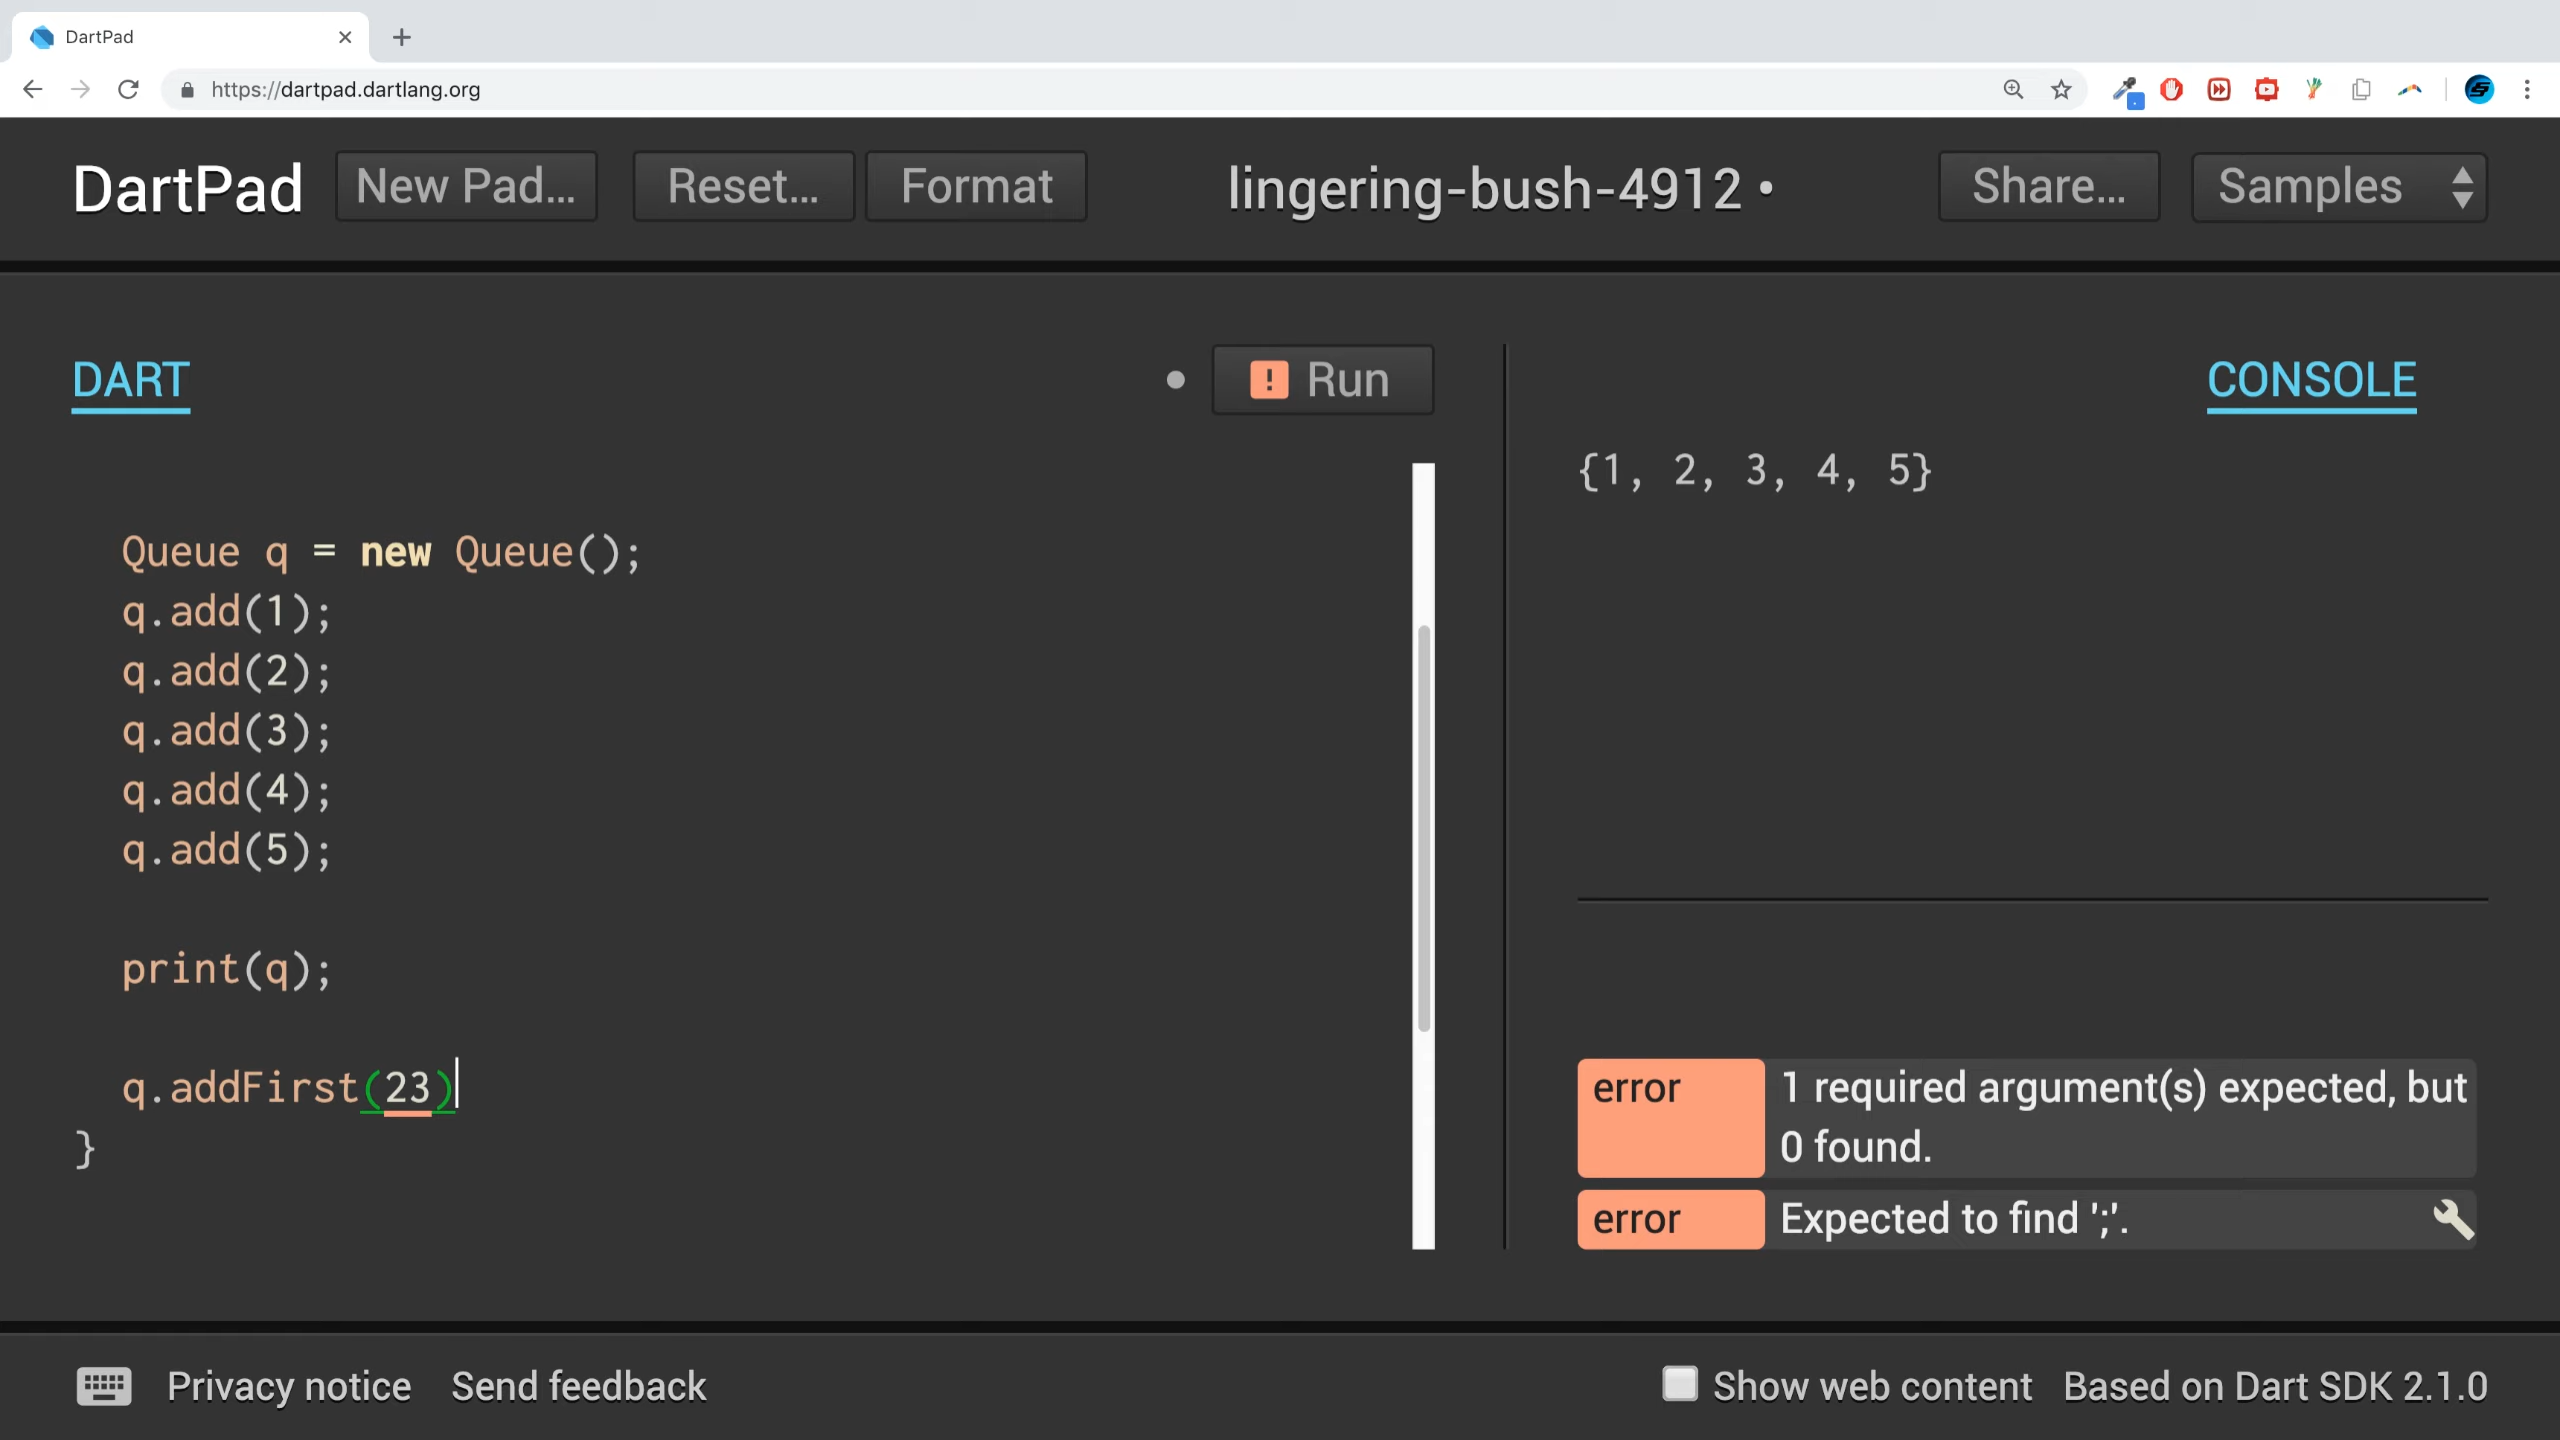 DartPad
https://dartpad.dartlang.org
DartPad
New Pad...
Reset...
Format
lingering-bush-4912 •
Share...
Samples
DART
Run
CONSOLE
Queue q = new Queue();
q.add(1);
q.add(2);
q.add(3);
q.add(4);
q.add(5);
print(q);
q.addFirst(23)
}
{1, 2, 3, 4, 5}
error 1 required argument(s) expected, but
0 found.
error Expected to find ';'.
Privacy notice
Send feedback
Show web content
Based on Dart SDK 2.1.0